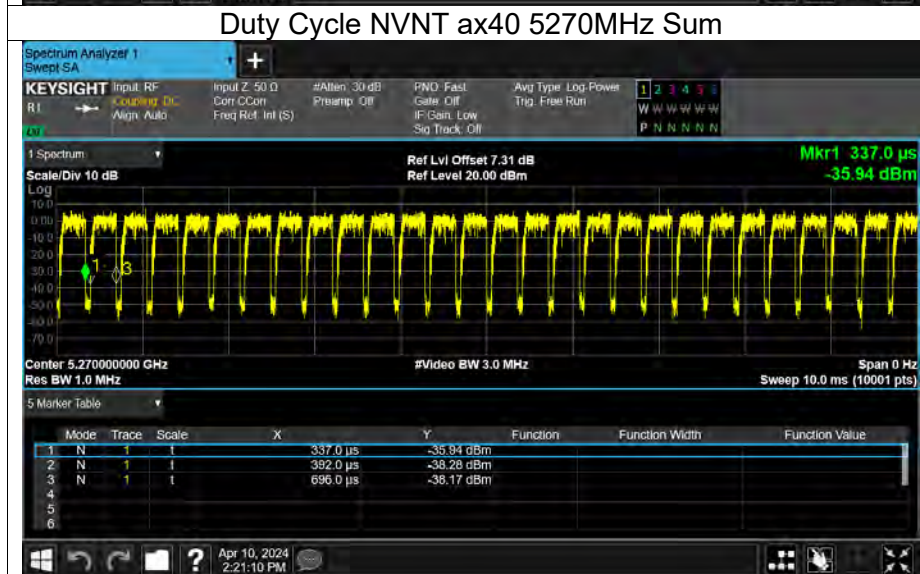 Duty Cycle NVNT ax40 5270MHz Sum
Spectrum Analyzer 1
Swept SA
+
KEYSIGHT Input: RF Input Z: 50 Ω #Atten: 30 dB PNO: Fast Avg Type: Log-Power 1 2 3 4 5 6
R L Coupling: DC Corr CCorr Preamp: Off Gate: Off Trig: Free Run W W W W W W
Align: Auto Freq Ref: Int (S) IF Gain: Low
Sig Track: Off P N N N N N
1 Spectrum Ref Lvl Offset 7.31 dB Mkr1 337.0 µs
Scale/Div 10 dB Ref Level 20.00 dBm -35.94 dBm
Log
10.0
0.00
-10.0
-20.0
-30.0
-40.0
-50.0
-60.0
-70.0
1 3
Center 5.270000000 GHz #Video BW 3.0 MHz Span 0 Hz
Res BW 1.0 MHz Sweep 10.0 ms (10001 pts)
5 Marker Table
Mode Trace Scale X Y Function Function Width Function Value
1 N 1 t 337.0 µs -35.94 dBm
2 N 1 t 392.0 µs -38.28 dBm
3 N 1 t 696.0 µs -38.17 dBm
4
5
6
? Apr 10, 2024
2:21:10 PM